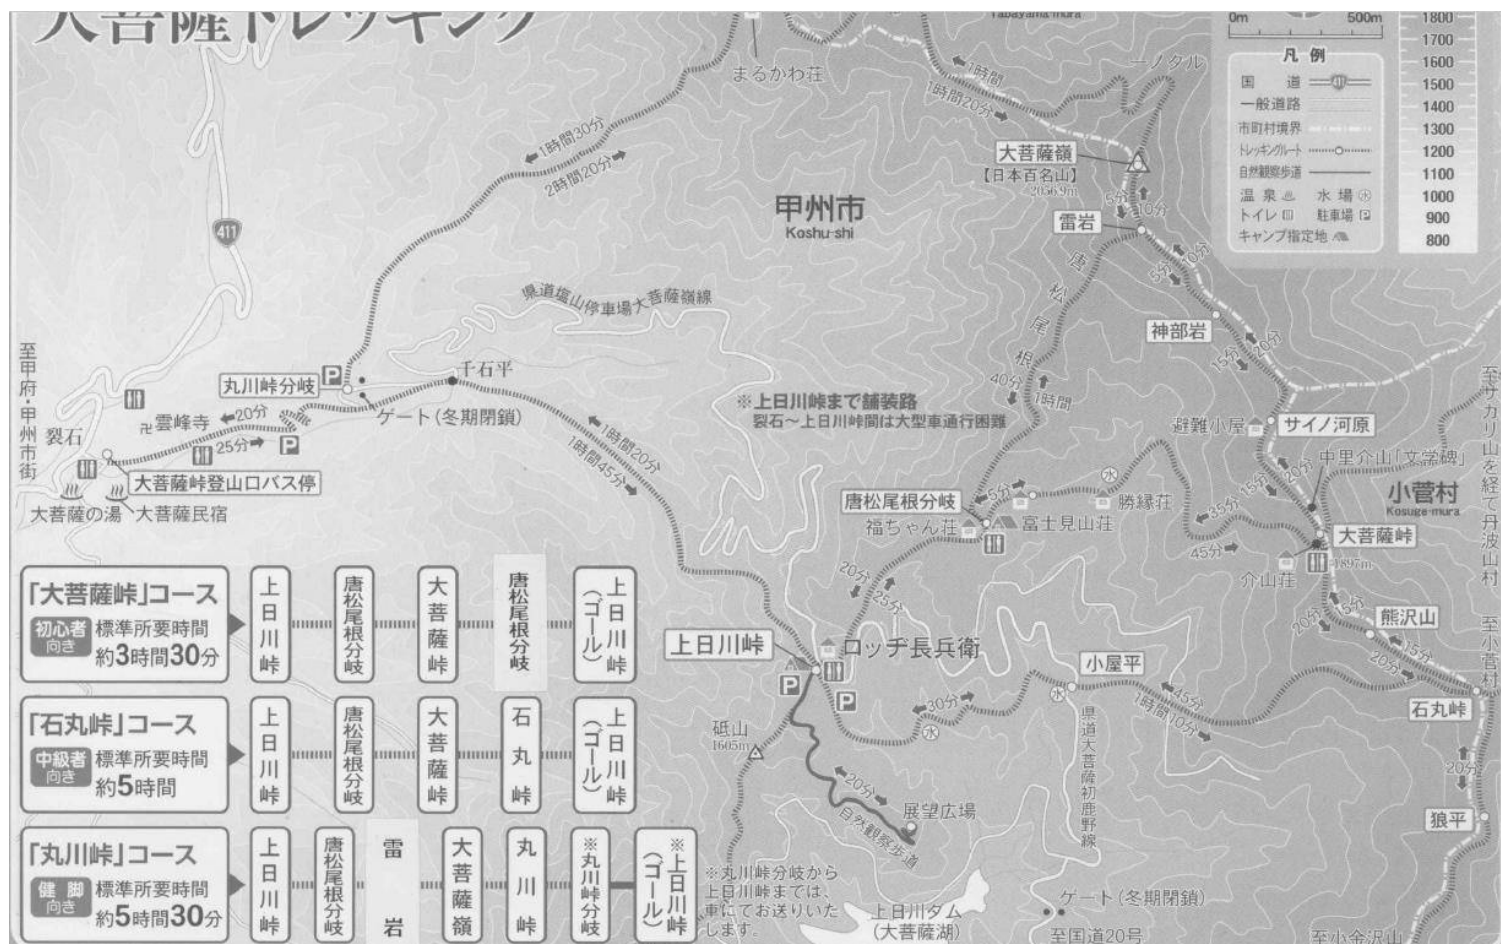 大菩薩トレッキング
Tabayama mura
0m 500m
凡例
国道 411
一般道路
市町村境界
トレッキングルート
自然観察歩道
温泉 水場 水
トイレ 駐車場 P
キャンプ指定地
1800
1700
1600
1500
1400
1300
1200
1100
1000
900
800
まるかわ荘
1時間
1時間20分
一ノタル
1時間30分
2時間20分
大菩薩嶺
【日本百名山】
2056.9m
5分
10分
甲州市
Koshu-shi
雷岩
411
唐松尾根
10分
5分
県道塩山停車場大菩薩嶺線
神部岩
20分
15分
至甲府・甲州市街
丸川峠分岐
P
千石平
ゲート(冬期閉鎖)
40分
1時間
※上日川峠まで舗装路
裂石〜上日川峠間は大型車通行困難
至サカリ山を経て丹波山村
卍雲峰寺
20分
25分
P
裂石
避難小屋
サイノ河原
1時間20分
1時間45分
20分
15分
中里介山「文学碑」
大菩薩峠登山口バス停
大菩薩の湯
大菩薩民宿
唐松尾根分岐
5分
水
勝縁荘
小菅村
Kosuge-mura
福ちゃん荘
富士見山荘
35分
45分
大菩薩峠
1897m
介山荘
20分
25分
15分
20分
熊沢山
至小菅村
上日川峠
ロッヂ長兵衛
P
P
小屋平
水
15分
20分
30分
45分
1時間10分
水
石丸峠
砥山
1605m
県道大菩薩初鹿野線
20分
20分
展望広場
自然観察歩道
狼平
「大菩薩峠」コース
初心者向き
標準所要時間
約3時間30分
上日川峠
唐松尾根分岐
大菩薩峠
唐松尾根分岐
上日川峠(ゴール)
「石丸峠」コース
中級者向き
標準所要時間
約5時間
上日川峠
唐松尾根分岐
大菩薩峠
石丸峠
上日川峠(ゴール)
「丸川峠」コース
健脚向き
標準所要時間
約5時間30分
上日川峠
唐松尾根分岐
雷岩
大菩薩嶺
丸川峠
※丸川峠分岐
※上日川峠(ゴール)
※丸川峠分岐から
上日川峠までは、
車にてお送りいた
します。
上日川ダム
(大菩薩湖)
ゲート(冬期閉鎖)
至国道20号
至小金沢山